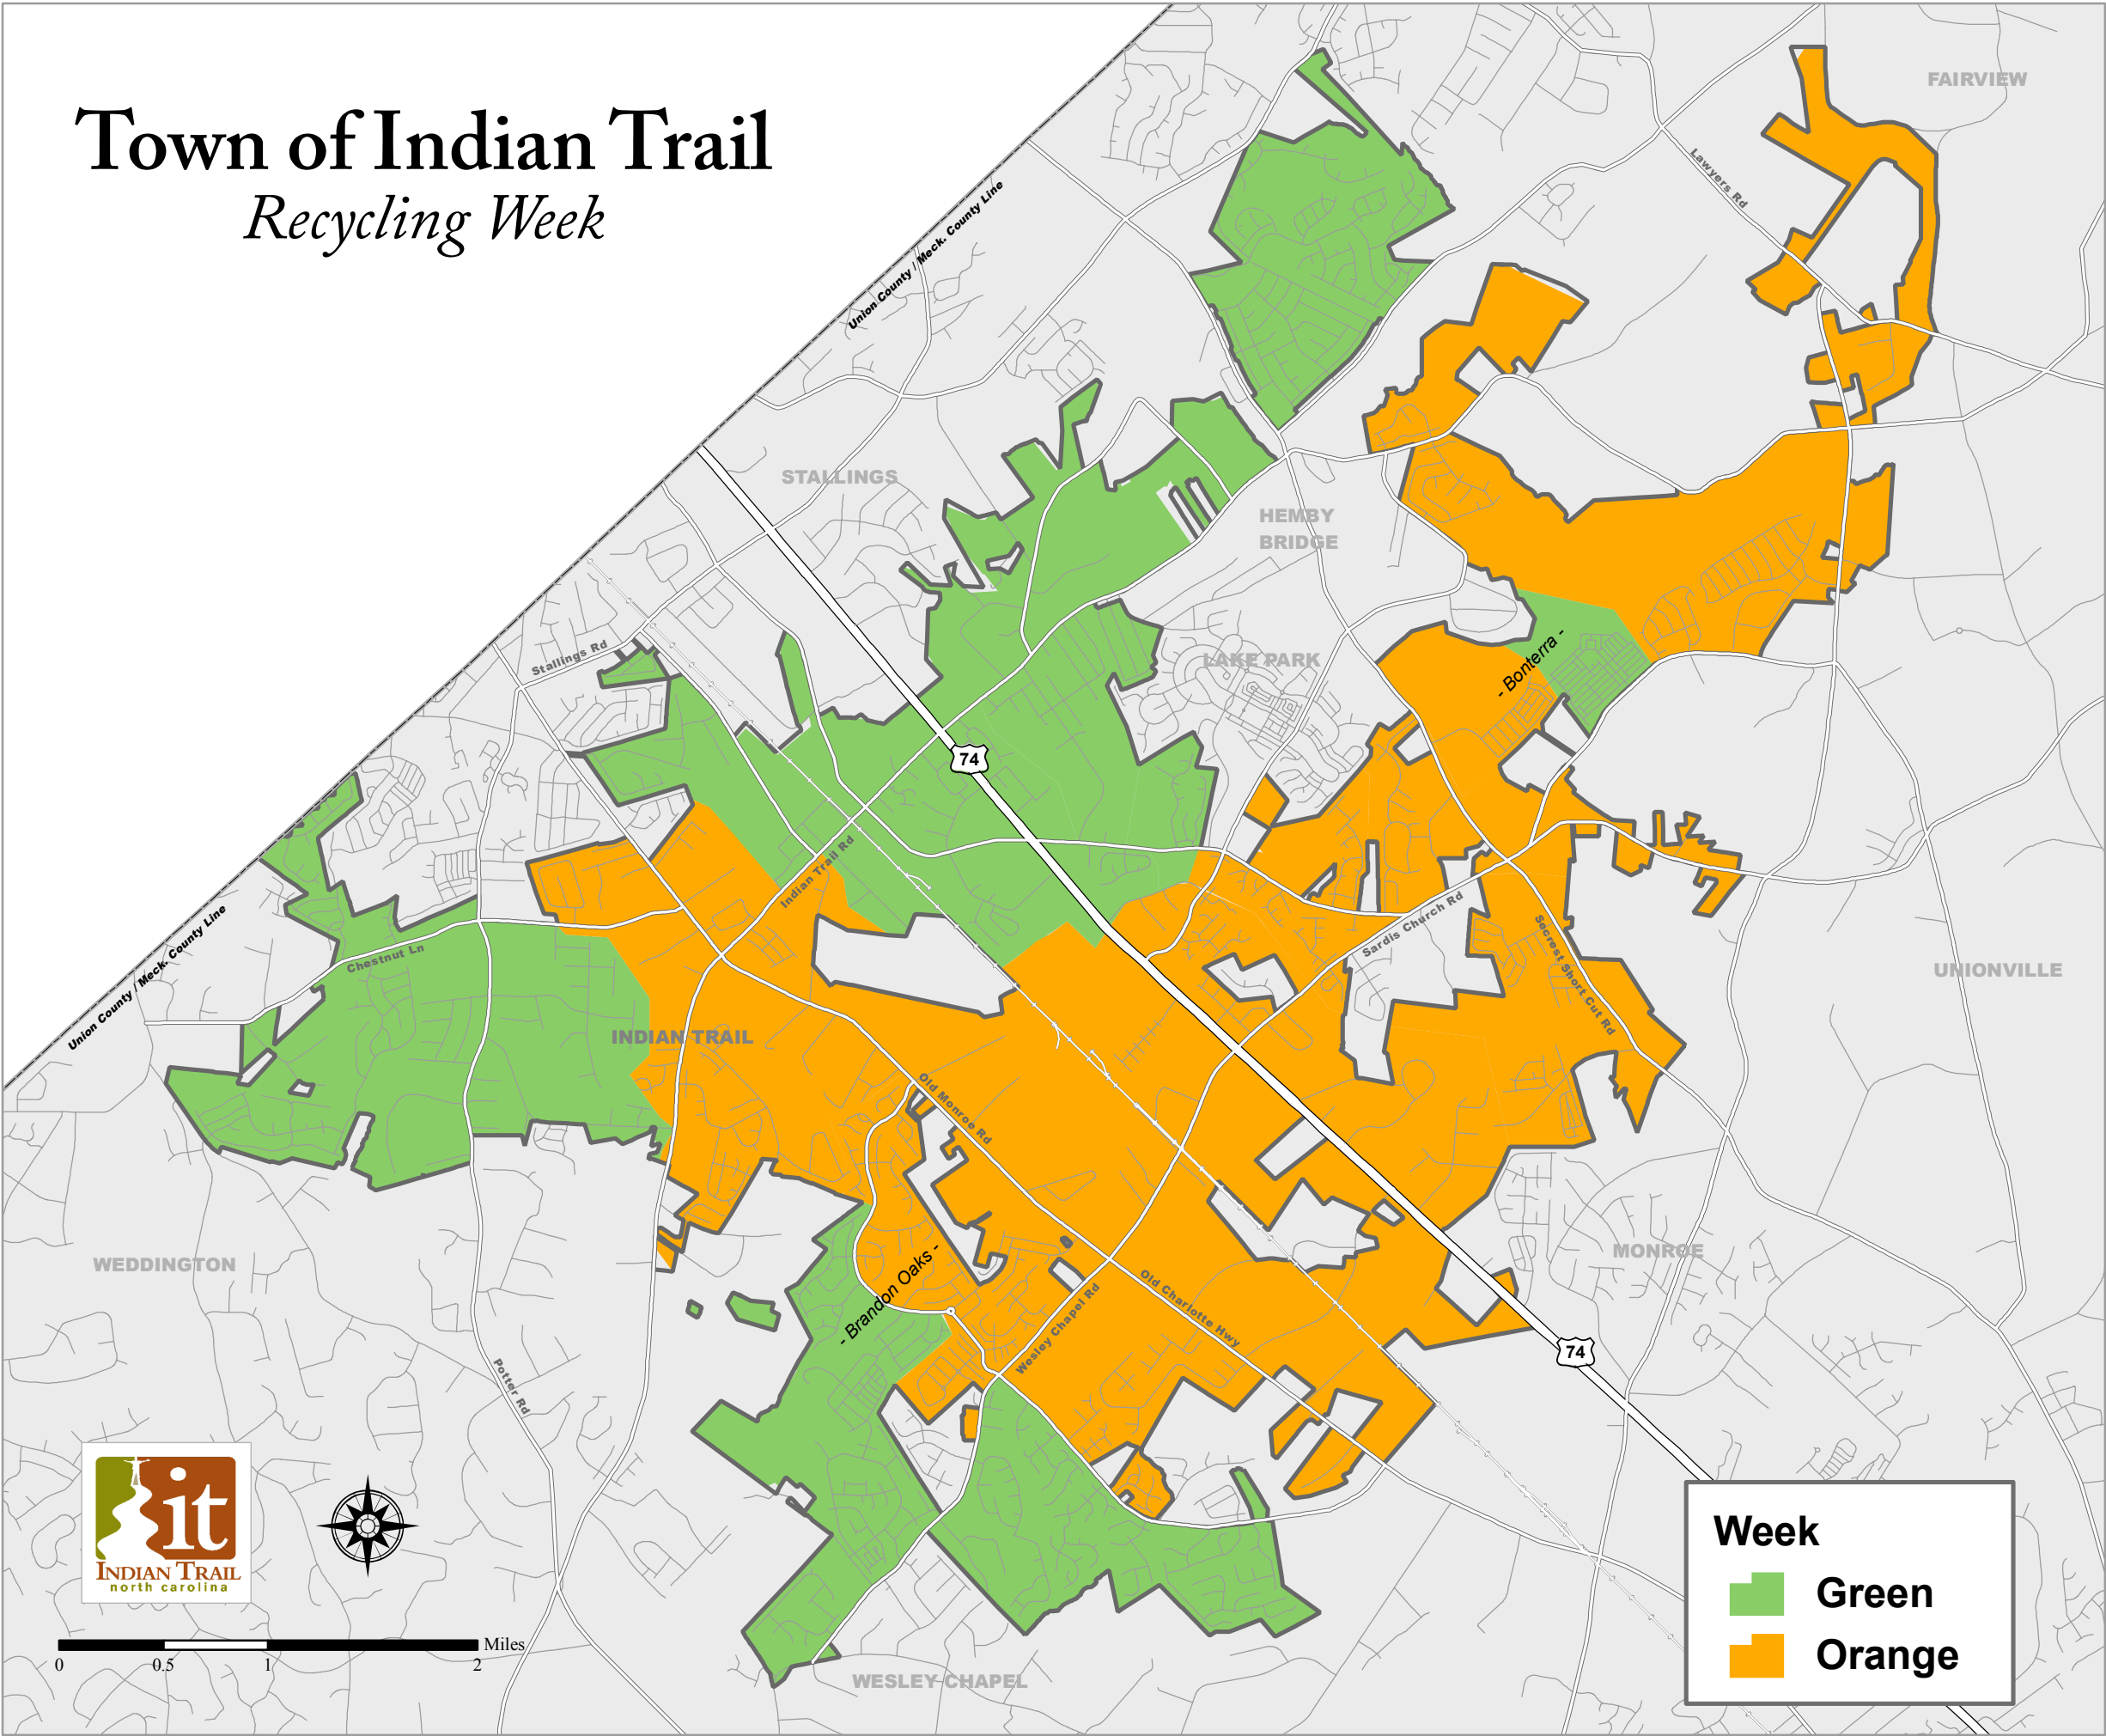 Town of Indian Trail
Recycling Week
Union County / Meck. County Line
FAIRVIEW
Lawyers Rd
STALLINGS
HEMBY
BRIDGE
Stallings Rd
LAKE PARK
- Bonterra -
74
Indian Trail Rd
Sardis Church Rd
Secrest Short Cut Rd
Union County / Meck. County Line
Chestnut Ln
UNIONVILLE
INDIAN TRAIL
Old Monroe Rd
WEDDINGTON
- Brandon Oaks -
MONROE
Wesley Chapel Rd
Old Charlotte Hwy
74
Potter Rd
it
INDIAN TRAIL
north carolina
Miles
0 0.5 1 2
WESLEY CHAPEL
Week
Green
Orange